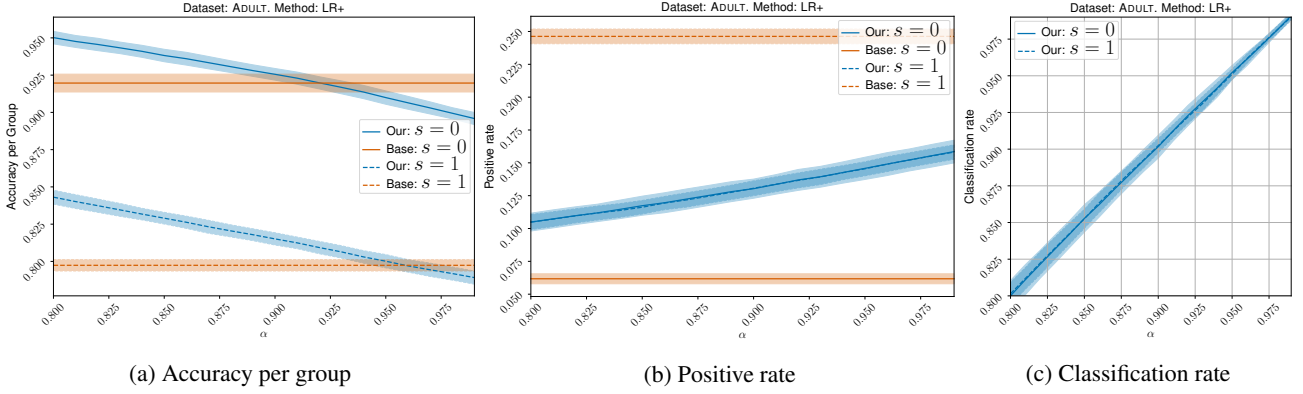 Dataset: ADULT. Method: LR+
Accuracy per Group
0.950
0.925
0.900
0.875
0.850
0.825
0.800
Our: s = 0
Base: s = 0
Our: s = 1
Base: s = 1
0.800
0.825
0.850
0.875
0.900
0.925
0.950
0.975
α
(a) Accuracy per group
Dataset: ADULT. Method: LR+
Positive rate
0.250
0.225
0.200
0.175
0.150
0.125
0.100
0.075
0.050
Our: s = 0
Base: s = 0
Our: s = 1
Base: s = 1
0.800
0.825
0.850
0.875
0.900
0.925
0.950
0.975
α
(b) Positive rate
Dataset: ADULT. Method: LR+
Classification rate
0.975
0.950
0.925
0.900
0.875
0.850
0.825
0.800
Our: s = 0
Our: s = 1
0.800
0.825
0.850
0.875
0.900
0.925
0.950
0.975
α
(c) Classification rate